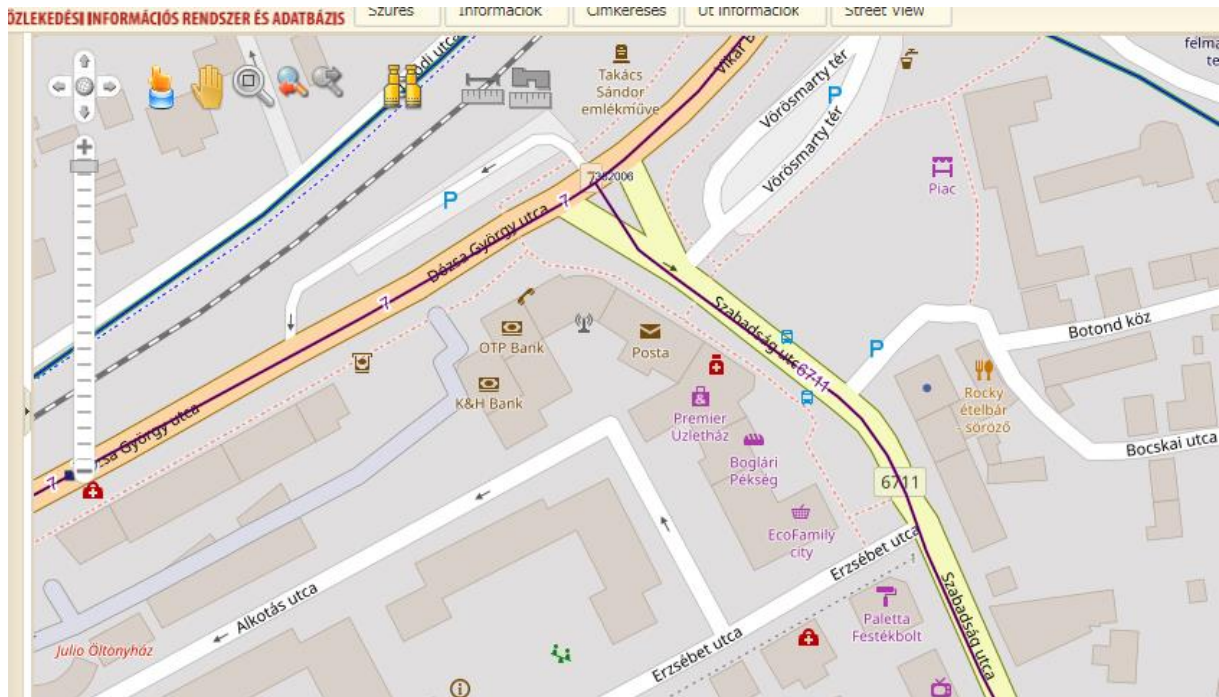 ÖZLEKEDÉSI INFORMÁCIÓS RENDSZER ÉS ADATBÁZIS
Szűrés
Információk
Címkeresés
Út információk
Street View
Takács
Sándor
emlékműve
Vörösmarty tér
P
Vörösmarty tér
Piac
7
7
7
Dózsa György utca
P
OTP Bank
K&H Bank
Posta
Szabadság utca
6711
P
Botond köz
Rocky
ételbár
- söröző
Premier
Üzletház
Boglári
Pékség
6711
Bocskai utca
EcoFamily
city
Erzsébet utca
Alkotás utca
Julio Öltönyház
Erzsébet utca
Paletta
Festékbolt
Szabadság utca